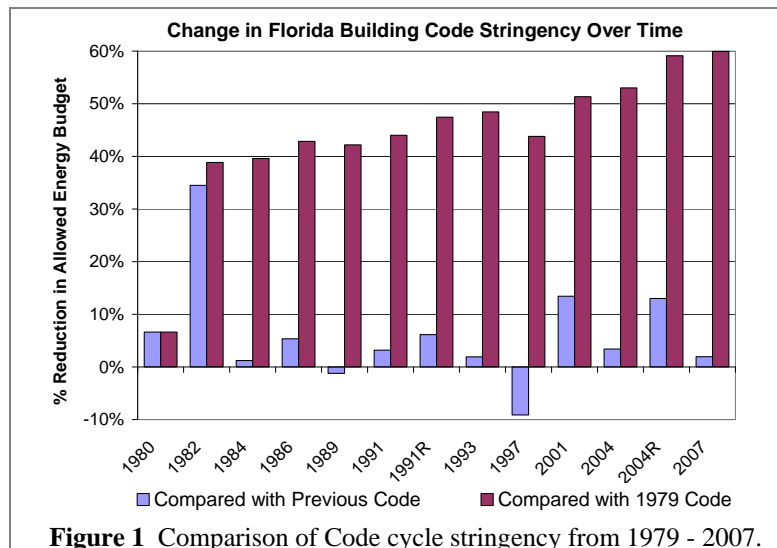 Change in Florida Building Code Stringency Over Time
% Reduction in Allowed Energy Budget
60%
50%
40%
30%
20%
10%
0%
-10%
1980
1982
1984
1986
1989
1991
1991R
1993
1997
2001
2004
2004R
2007
Compared with Previous Code
Compared with 1979 Code
Figure 1 Comparison of Code cycle stringency from 1979 - 2007.